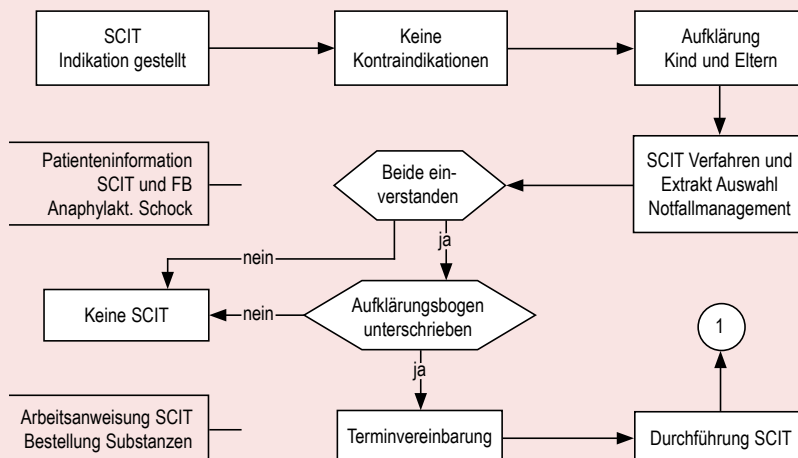 SCIT
Indikation gestellt
Keine
Kontraindikationen
Aufklärung
Kind und Eltern
Patienteninformation
SCIT und FB
Anaphylakt. Schock
Beide ein-
verstanden
SCIT Verfahren und
Extrakt Auswahl
Notfallmanagement
nein
ja
Keine SCIT
nein
Aufklärungsbogen
unterschrieben
1
ja
Arbeitsanweisung SCIT
Bestellung Substanzen
Terminvereinbarung
Durchführung SCIT